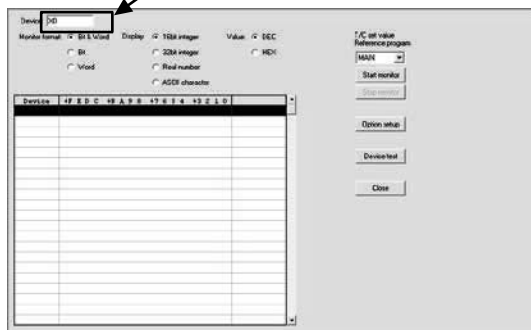 Device: X0
Monitor format: Bit & Word Display: 16bit integer Value: DEC T/C set value
Reference program
Bit 32bit integer HEX MAN
Word Real number Start monitor
ASCII character Stop monitor
Device +F E D C +B A 9 8 +7 6 5 4 +3 2 1 0
Option setup
Device test
Close